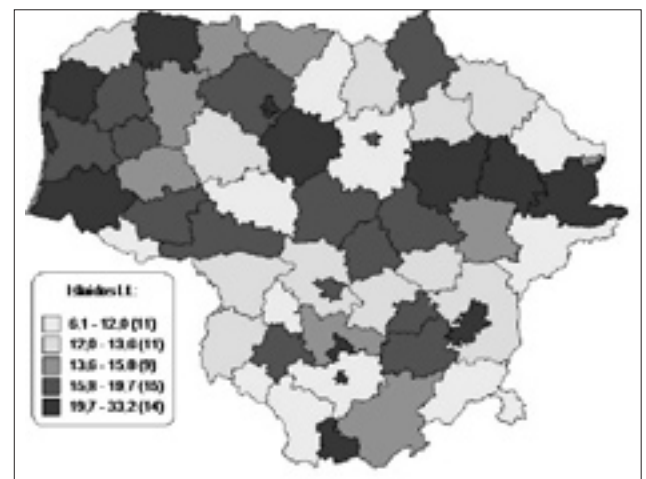 6.1 - 12,0 (11)
12,0 - 13,6 (11)
13,6 - 15,8 (9)
15,8 - 19,7 (15)
19,7 - 33,2 (14)